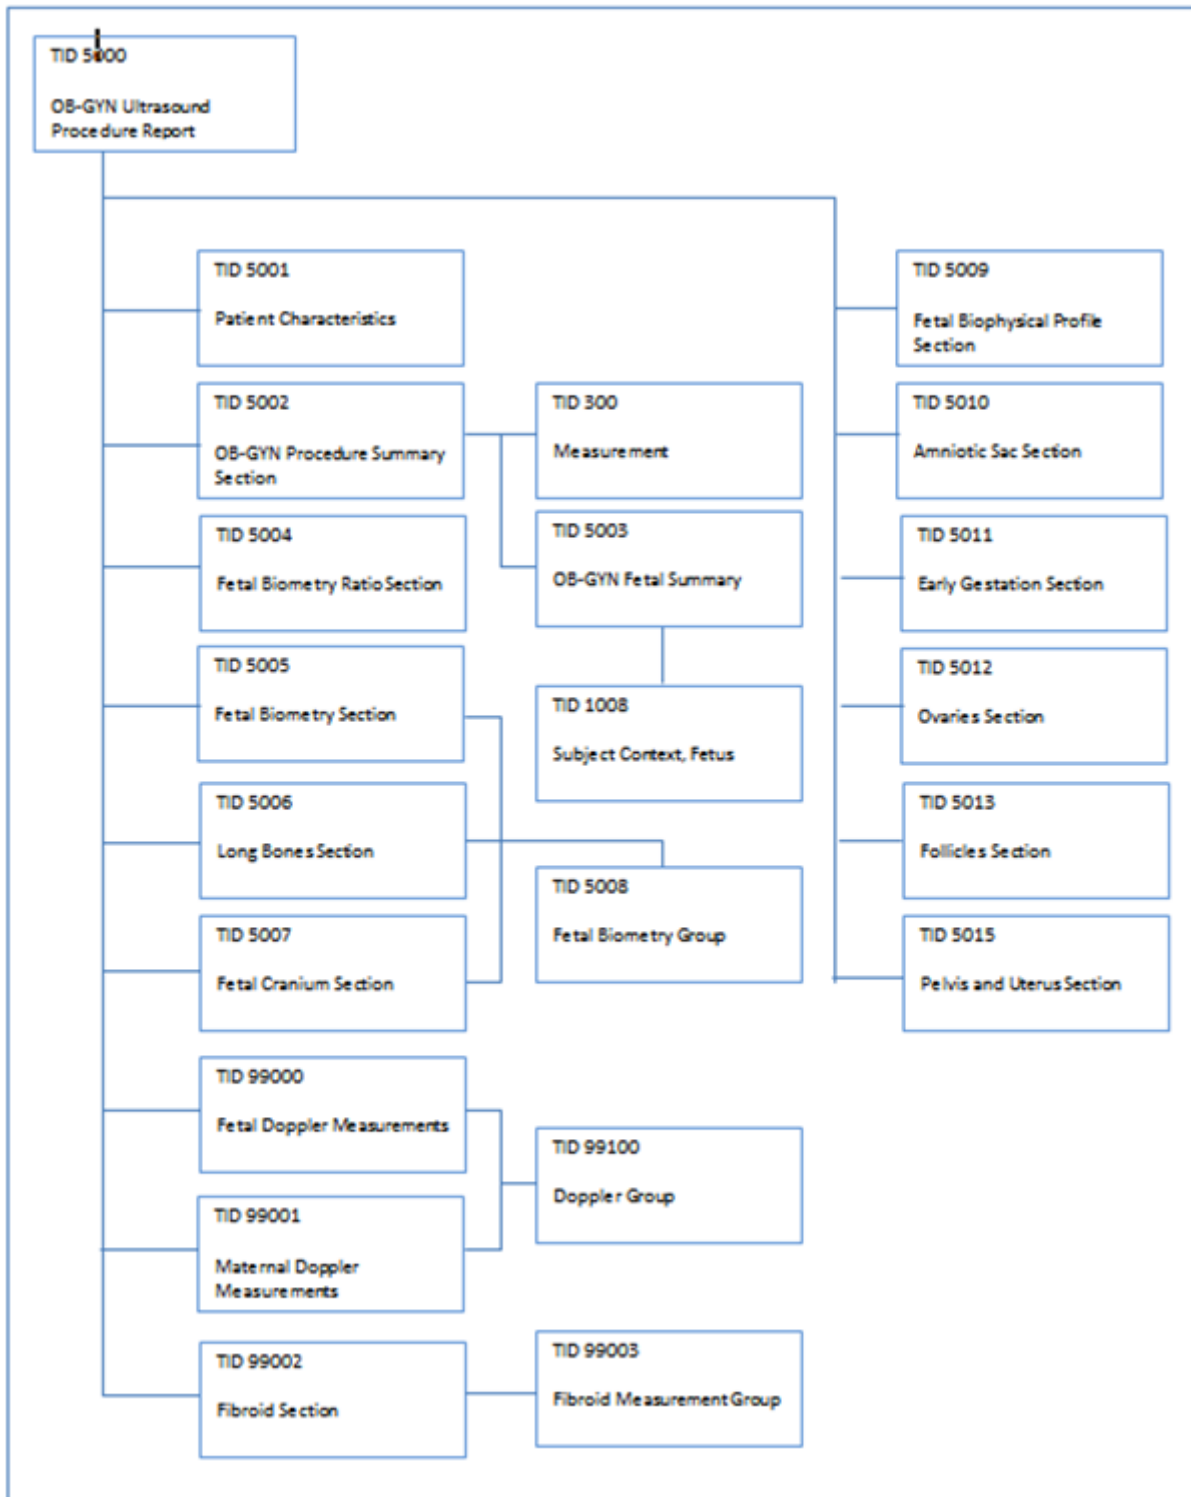 TID 5000
OB-GYN Ultrasound
Procedure Report
TID 5001
Patient Characteristics
TID 5002
OB-GYN Procedure Summary
Section
TID 5004
Fetal Biometry Ratio Section
TID 5005
Fetal Biometry Section
TID 5006
Long Bones Section
TID 5007
Fetal Cranium Section
TID 99000
Fetal Doppler Measurements
TID 99001
Maternal Doppler
Measurements
TID 99002
Fibroid Section
TID 300
Measurement
TID 5003
OB-GYN Fetal Summary
TID 1008
Subject Context, Fetus
TID 5008
Fetal Biometry Group
TID 99100
Doppler Group
TID 99003
Fibroid Measurement Group
TID 5009
Fetal Biophysical Profile
Section
TID 5010
Amniotic Sac Section
TID 5011
Early Gestation Section
TID 5012
Ovaries Section
TID 5013
Follicles Section
TID 5015
Pelvis and Uterus Section